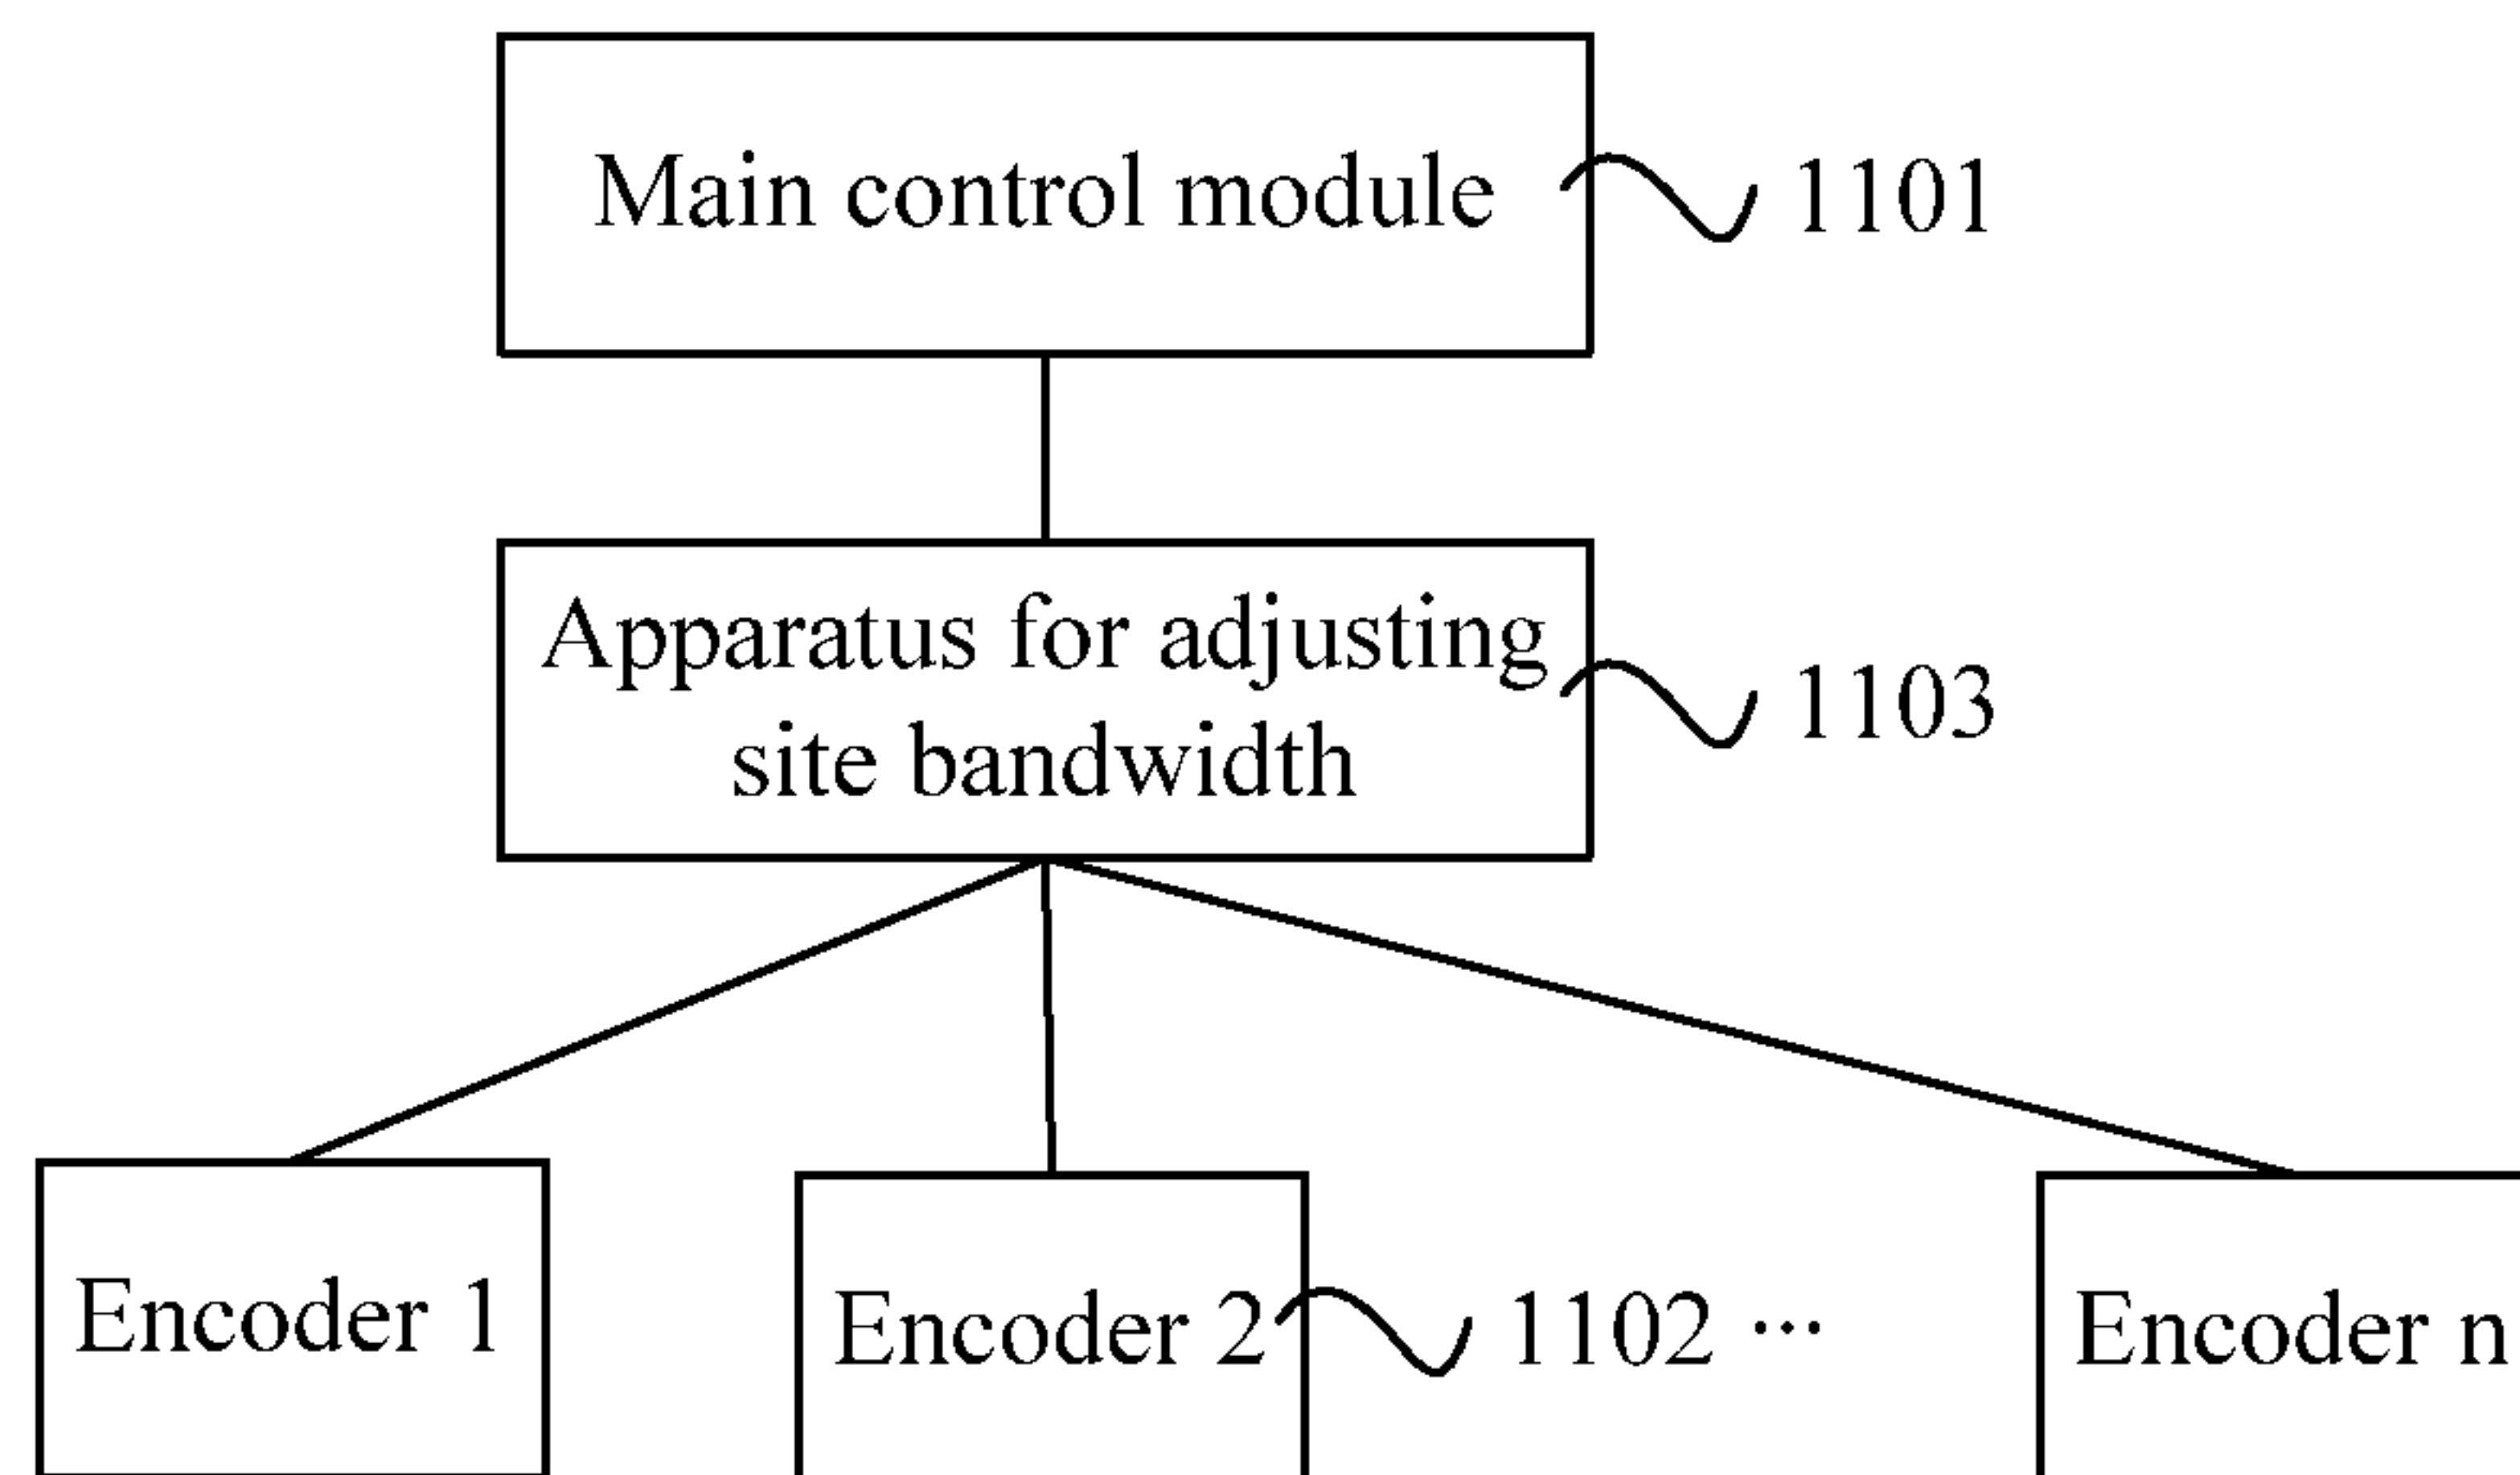 Main control module
1101
Apparatus for adjusting
site bandwidth
1103
Encoder 1
Encoder 2
1102 ...
Encoder n